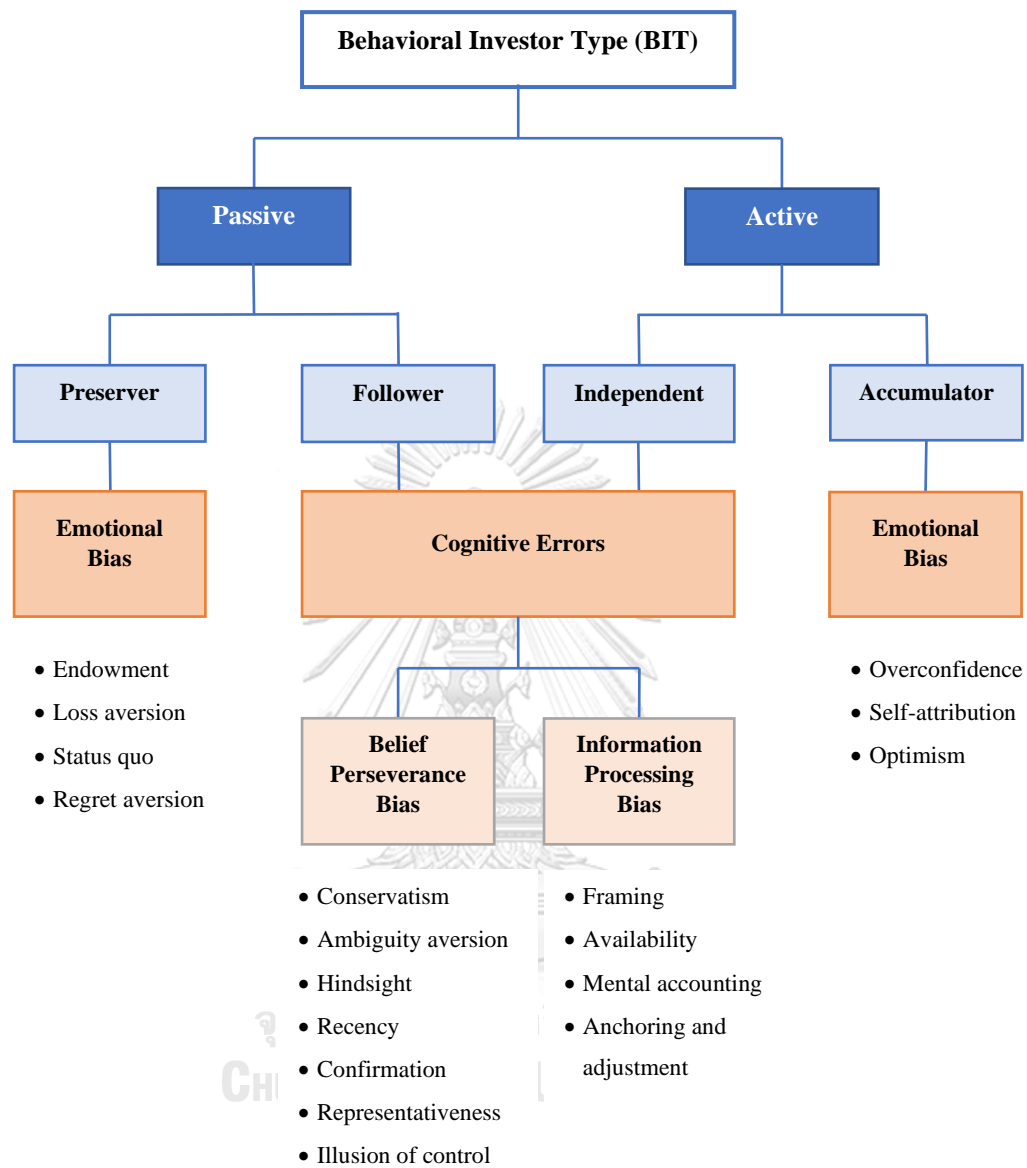 Behavioral Investor Type (BIT)
Passive
Active
Preserver
Follower
Independent
Accumulator
Emotional
Bias
Cognitive Errors
Emotional
Bias
• Endowment
• Loss aversion
• Status quo
• Regret aversion
• Overconfidence
• Self-attribution
• Optimism
Belief
Perseverance
Bias
Information
Processing
Bias
• Conservatism
• Ambiguity aversion
• Hindsight
• Recency
• Confirmation
• Representativeness
• Illusion of control
• Framing
• Availability
• Mental accounting
• Anchoring and
adjustment